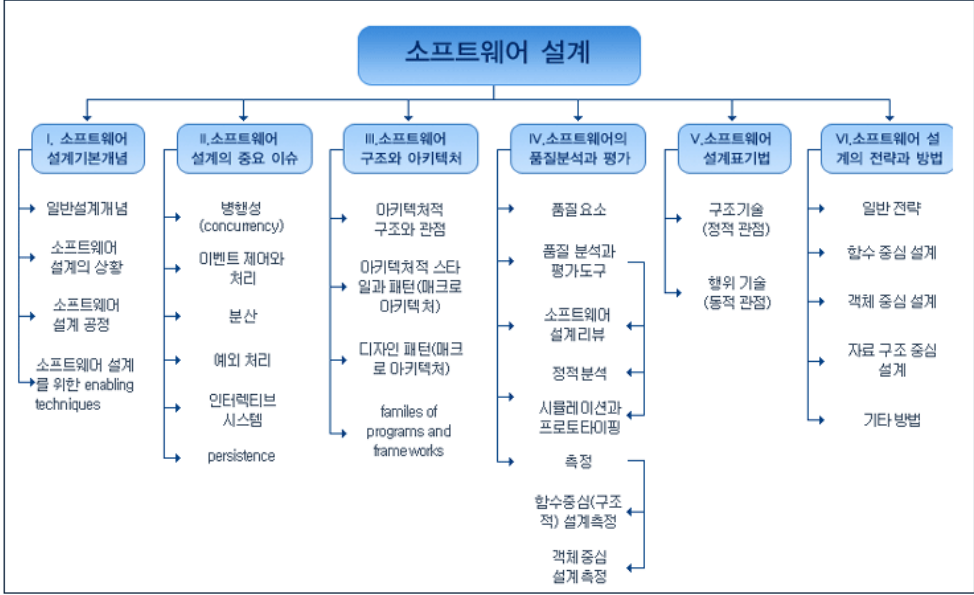 소프트웨어 설계
I. 소프트웨어
설계기본개념
일반설계개념
소프트웨어
설계의 상황
소프트웨어
설계 공정
소프트웨어 설계
를 위한 enabling
techniques
II.소프트웨어
설계의 중요 이슈
병행성
(concurrency)
이벤트 제어와
처리
분산
예외 처리
인터렉티브
시스템
persistence
III.소프트웨어
구조와 아키텍처
아키텍처적
구조와 관점
아키텍처적 스타
일과 패턴(매크로
아키텍처)
디자인 패턴(매크
로 아키텍처)
familes of
programs and
frameworks
IV.소프트웨어의
품질분석과 평가
품질요소
품질 분석과
평가도구
소프트웨어
설계리뷰
정적분석
시뮬레이션과
프로토타이핑
측정
함수중심(구조
적) 설계측정
객체중심
설계측정
V.소프트웨어
설계표기법
구조기술
(정적 관점)
행위 기술
(동적 관점)
VI.소프트웨어 설
계의 전략과 방법
일반 전략
함수 중심 설계
객체 중심 설계
자료 구조 중심
설계
기타 방법